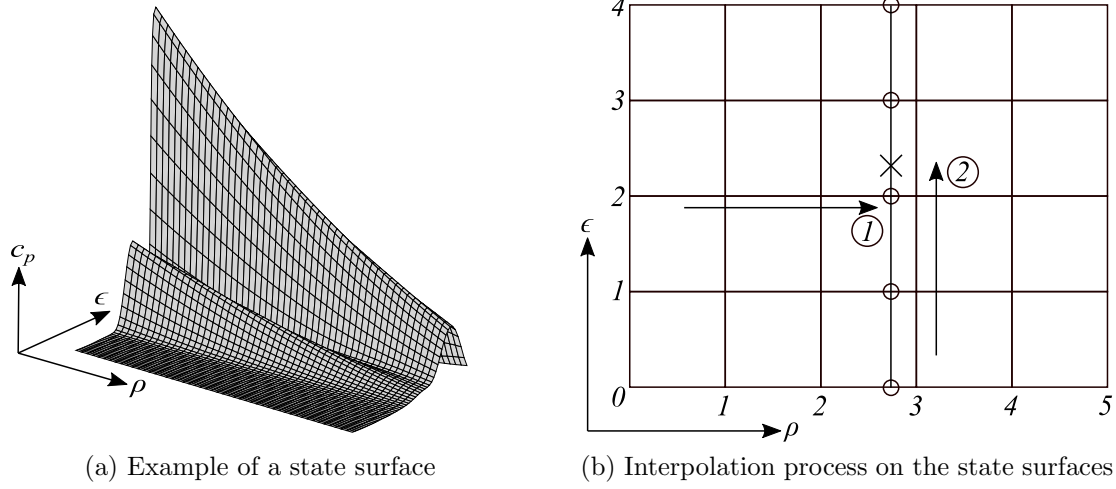 c_p
ϵ
ρ
(a) Example of a state surface
4
3
2
1
0
1 2 3 4 5
ϵ
ρ
①
②
(b) Interpolation process on the state surfaces